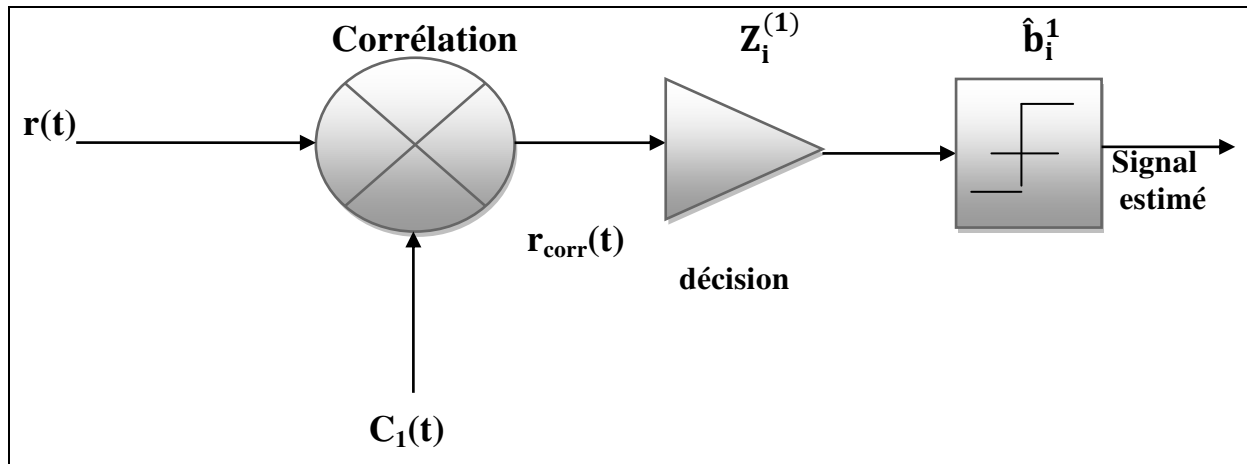 Corrélation
Z_i^(1)
b̂_i^1
r(t)
Signal
estimé
r_corr(t)
décision
C_1(t)